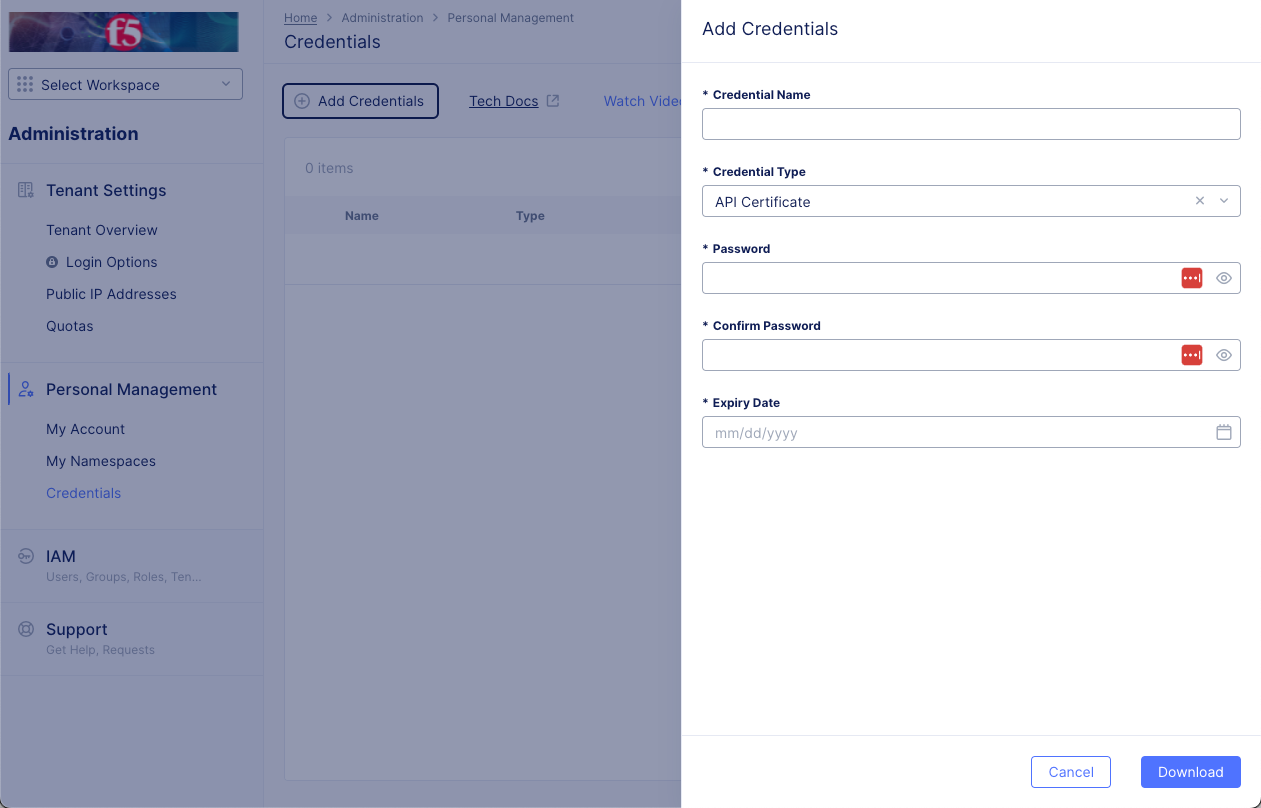 f5
Select Workspace
Administration
Tenant Settings
Tenant Overview
Login Options
Public IP Addresses
Quotas
Personal Management
My Account
My Namespaces
Credentials
IAM
Users, Groups, Roles, Ten...
Support
Get Help, Requests
Home > Administration > Personal Management
Credentials
Add Credentials Tech Docs Watch Video
0 items
Name Type
Add Credentials
* Credential Name
* Credential Type
API Certificate
* Password
* Confirm Password
* Expiry Date
mm/dd/yyyy
Cancel Download